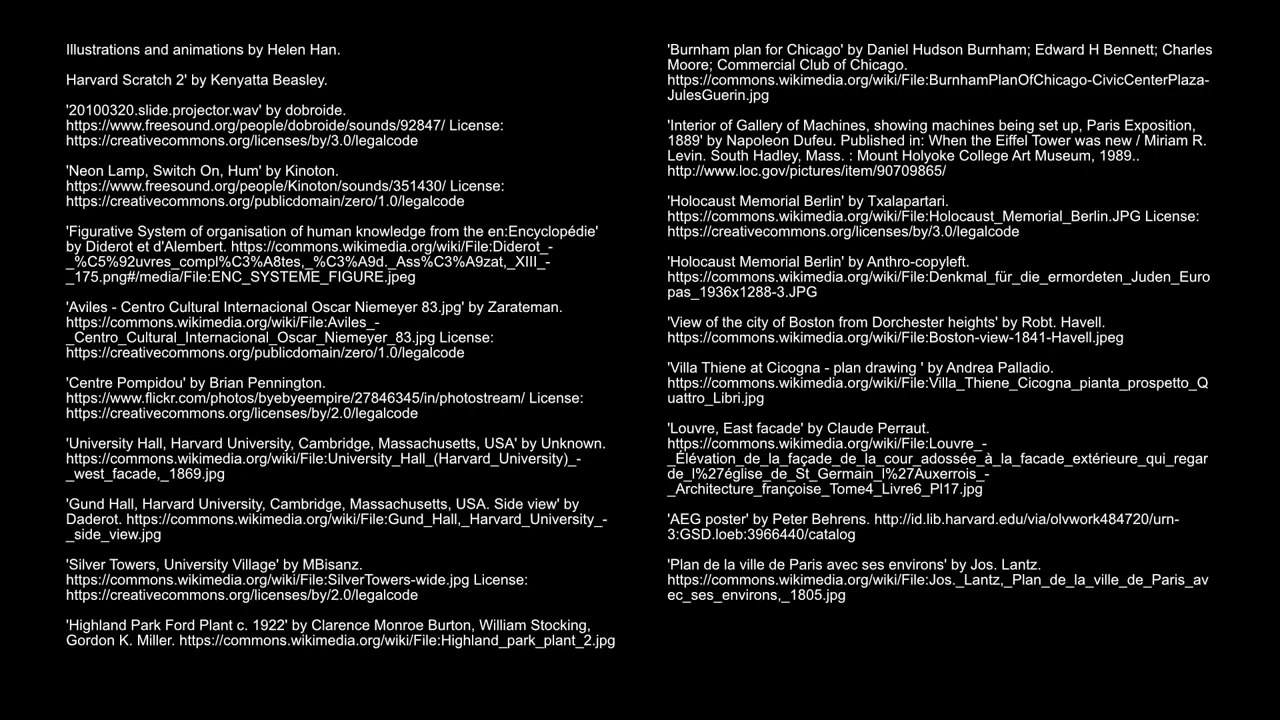 Illustrations and animations by Helen Han.
Harvard Scratch 2' by Kenyatta Beasley.
'20100320.slide.projector.wav' by dobroide.
https://www.freesound.org/people/dobroide/sounds/92847/ License:
https://creativecommons.org/licenses/by/3.0/legalcode
'Neon Lamp, Switch On, Hum' by Kinoton.
https://www.freesound.org/people/Kinoton/sounds/351430/ License:
https://creativecommons.org/publicdomain/zero/1.0/legalcode
'Figurative System of organisation of human knowledge from the en:Encyclopédie'
by Diderot et d'Alembert. https://commons.wikimedia.org/wiki/File:Diderot_-
_%C5%92uvres_compl%C3%A8tes,_%C3%A9d._Ass%C3%A9zat,_XIII_-
_175.png#/media/File:ENC_SYSTEME_FIGURE.jpeg
'Aviles - Centro Cultural Internacional Oscar Niemeyer 83.jpg' by Zarateman.
https://commons.wikimedia.org/wiki/File:Aviles_-
_Centro_Cultural_Internacional_Oscar_Niemeyer_83.jpg License:
https://creativecommons.org/publicdomain/zero/1.0/legalcode
'Centre Pompidou' by Brian Pennington.
https://www.flickr.com/photos/byebyeempire/27846345/in/photostream/ License:
https://creativecommons.org/licenses/by/2.0/legalcode
'University Hall, Harvard University, Cambridge, Massachusetts, USA' by Unknown.
https://commons.wikimedia.org/wiki/File:University_Hall_(Harvard_University)_-
_west_facade,_1869.jpg
'Gund Hall, Harvard University, Cambridge, Massachusetts, USA. Side view' by
Daderot. https://commons.wikimedia.org/wiki/File:Gund_Hall,_Harvard_University_-
_side_view.jpg
'Silver Towers, University Village' by MBisanz.
https://commons.wikimedia.org/wiki/File:SilverTowers-wide.jpg License:
https://creativecommons.org/licenses/by/2.0/legalcode
'Highland Park Ford Plant c. 1922' by Clarence Monroe Burton, William Stocking,
Gordon K. Miller. https://commons.wikimedia.org/wiki/File:Highland_park_plant_2.jpg
'Burnham plan for Chicago' by Daniel Hudson Burnham; Edward H Bennett; Charles
Moore; Commercial Club of Chicago.
https://commons.wikimedia.org/wiki/File:BurnhamPlanOfChicago-CivicCenterPlaza-
JulesGuerin.jpg
'Interior of Gallery of Machines, showing machines being set up, Paris Exposition,
1889' by Napoleon Dufeu. Published in: When the Eiffel Tower was new / Miriam R.
Levin. South Hadley, Mass. : Mount Holyoke College Art Museum, 1989..
http://www.loc.gov/pictures/item/90709865/
'Holocaust Memorial Berlin' by Txalapartari.
https://commons.wikimedia.org/wiki/File:Holocaust_Memorial_Berlin.JPG License:
https://creativecommons.org/licenses/by/3.0/legalcode
'Holocaust Memorial Berlin' by Anthro-copyleft.
https://commons.wikimedia.org/wiki/File:Denkmal_für_die_ermordeten_Juden_Euro
pas_1936x1288-3.JPG
'View of the city of Boston from Dorchester heights' by Robt. Havell.
https://commons.wikimedia.org/wiki/File:Boston-view-1841-Havell.jpeg
'Villa Thiene at Cicogna - plan drawing ' by Andrea Palladio.
https://commons.wikimedia.org/wiki/File:Villa_Thiene_Cicogna_pianta_prospetto_Q
uattro_Libri.jpg
'Louvre, East facade' by Claude Perraut.
https://commons.wikimedia.org/wiki/File:Louvre_-
_Élévation_de_la_façade_de_la_cour_adossée_à_la_facade_extérieure_qui_regar
de_l%27église_de_St_Germain_l%27Auxerrois_-
_Architecture_françoise_Tome4_Livre6_Pl17.jpg
'AEG poster' by Peter Behrens. http://id.lib.harvard.edu/via/olvwork484720/urn-
3:GSD.loeb:3966440/catalog
'Plan de la ville de Paris avec ses environs' by Jos. Lantz.
https://commons.wikimedia.org/wiki/File:Jos._Lantz,_Plan_de_la_ville_de_Paris_av
ec_ses_environs,_1805.jpg